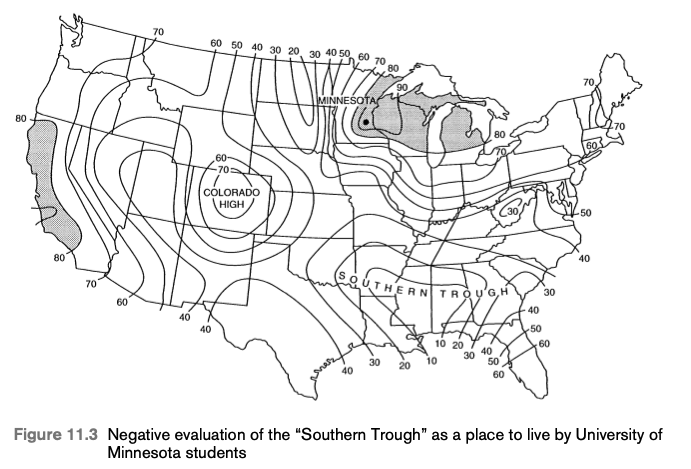 70
60 50 40 30 20 30 40 50 60 70 80
90
MINNESOTA
70
80
80
70
70
60
60
70
COLORADO
HIGH
30
50
40
80
70
60
40
40
SOUTHERN TROUGH
30
40
50
60
10 20 30 40 50 60
40 30 20 10
Figure 11.3 Negative evaluation of the “Southern Trough” as a place to live by University of
Minnesota students